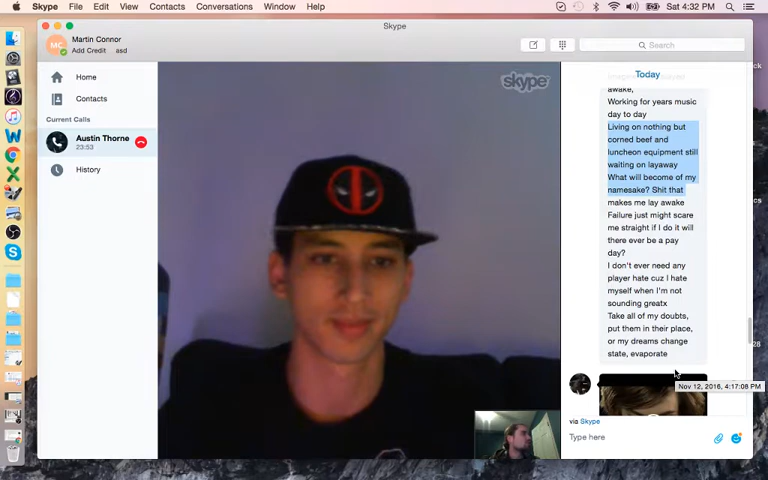 Skype File Edit View Contacts Conversations Window Help
Sat 4:32 PM
Skype
MC
Martin Connor
Add Credit asd
Search
Home
Contacts
Current Calls
Austin Thorne
23:53
History
skype
Today
awake,
Working for years music
day to day
Living on nothing but
corned beef and
luncheon equipment still
waiting on layaway
What will become of my
namesake? Shit that
makes me lay awake
Failure just might scare
me straight if I do it will
there ever be a pay
day?
I don't ever need any
player hate cuz I hate
myself when I'm not
sounding greatx
Take all of my doubts,
put them in their place,
or my dreams change
state, evaporate
Nov 12, 2016, 4:17:08 PM
via Skype
Type here